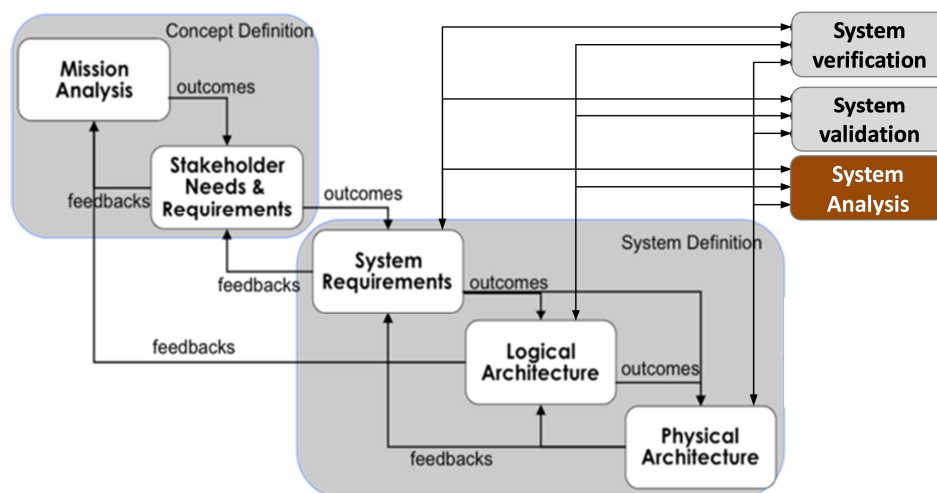 Concept Definition
Mission
Analysis
outcomes
Stakeholder
Needs &
Requirements
feedbacks
outcomes
System
verification
System
validation
System
Analysis
System Definition
System
Requirements
feedbacks
outcomes
feedbacks
Logical
Architecture
outcomes
Physical
Architecture
feedbacks